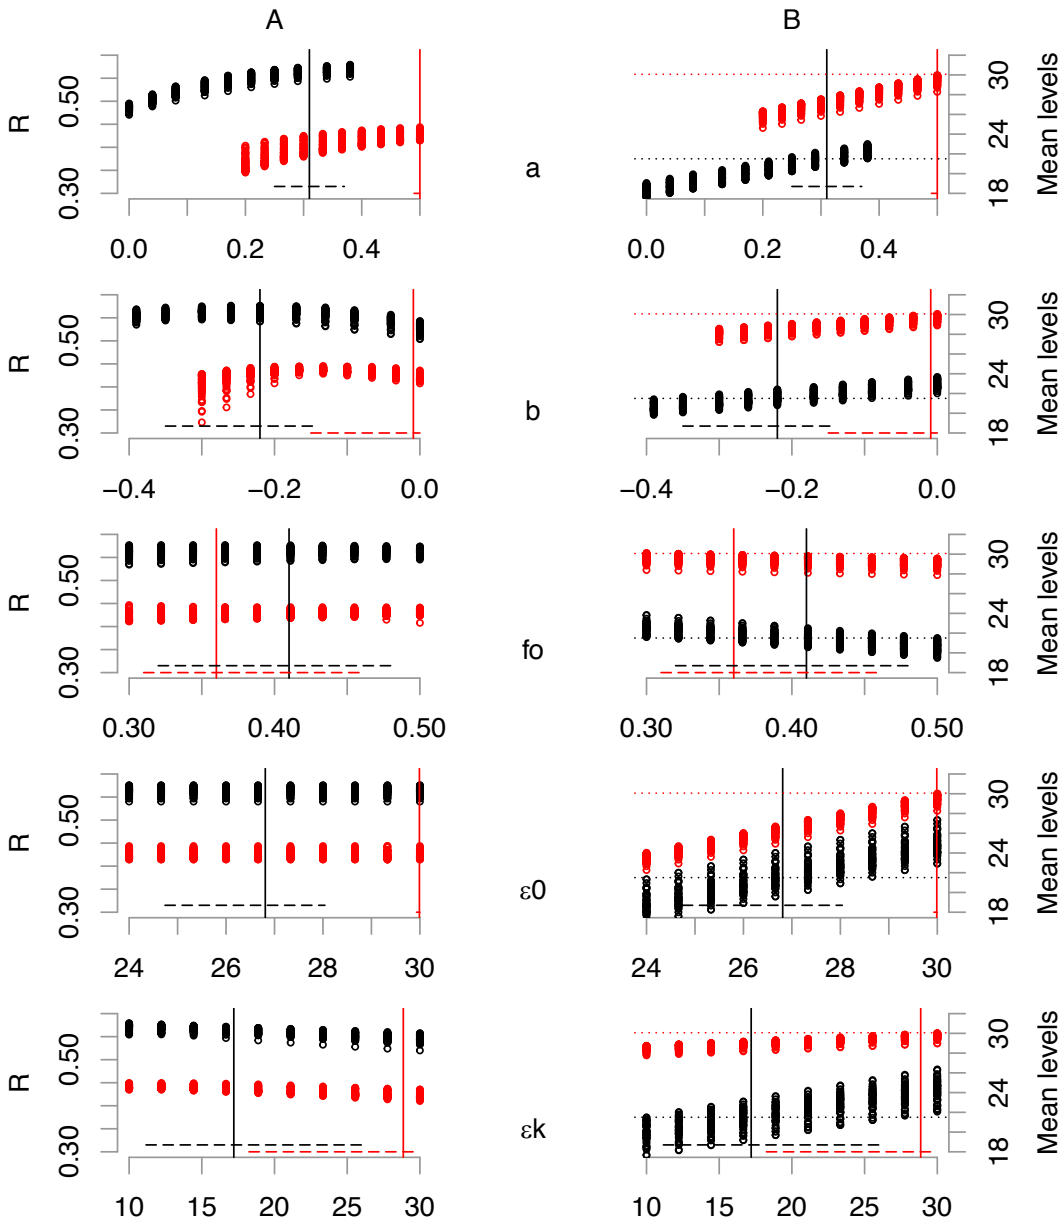 A B
R 0.30 0.50 a 18 24 30 Mean levels
0.0 0.2 0.4 0.2 0.4
0.0
R 0.30 0.50 b 18 24 30 Mean levels
−0.4 −0.2 0.0 −0.4 −0.2 0.0
R 0.30 0.50 fo 18 24 30 Mean levels
0.30 0.40 0.50 0.30 0.40 0.50
R 0.30 0.50 ε0 18 24 30 Mean levels
24 26 28 30 24 26 28 30
R 0.30 0.50 εk 18 24 30 Mean levels
10 15 20 25 30 10 15 20 25 30